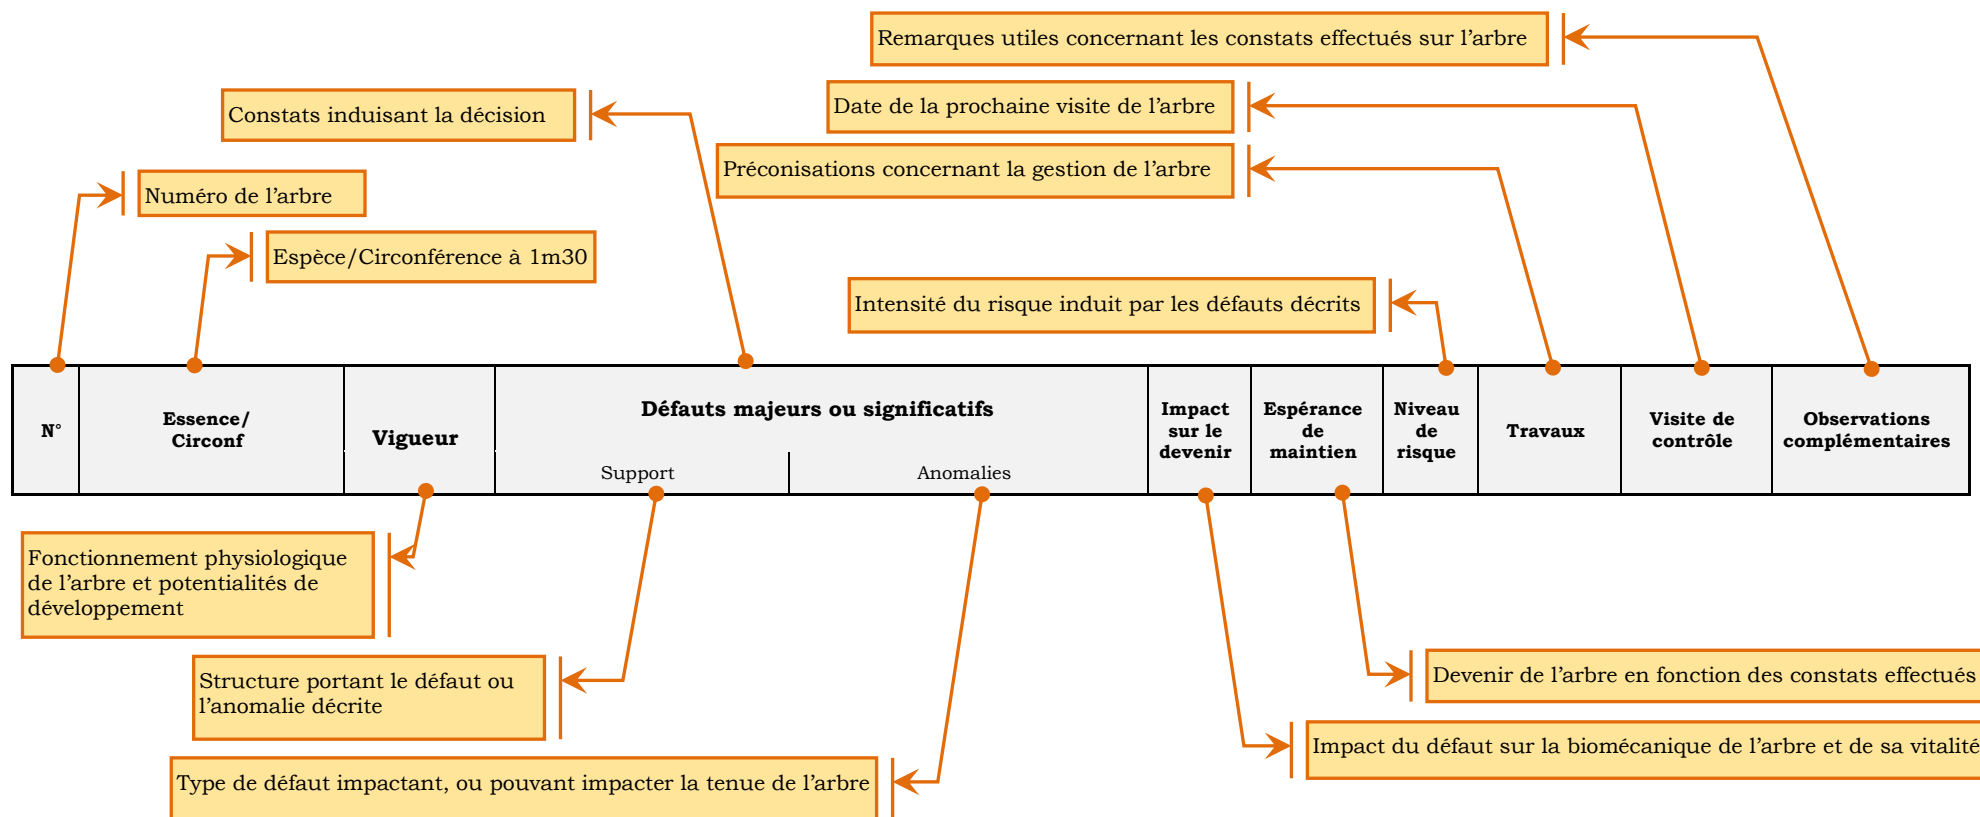 Remarques utiles concernant les constats effectués sur l’arbre
Constats induisant la décision
Date de la prochaine visite de l’arbre
Préconisations concernant la gestion de l’arbre
Numéro de l’arbre
Espèce/Circonférence à 1m30
Intensité du risque induit par les défauts décrits
N°
Essence/
Circonf
Vigueur
Défauts majeurs ou significatifs
Support
Anomalies
Impact
sur le
devenir
Espérance
de
maintien
Niveau
de
risque
Travaux
Visite de
contrôle
Observations
complémentaires
Fonctionnement physiologique
de l’arbre et potentialités de
développement
Structure portant le défaut ou
l’anomalie décrite
Devenir de l’arbre en fonction des constats effectués
Impact du défaut sur la biomécanique de l’arbre et de sa vitalité
Type de défaut impactant, ou pouvant impacter la tenue de l’arbre